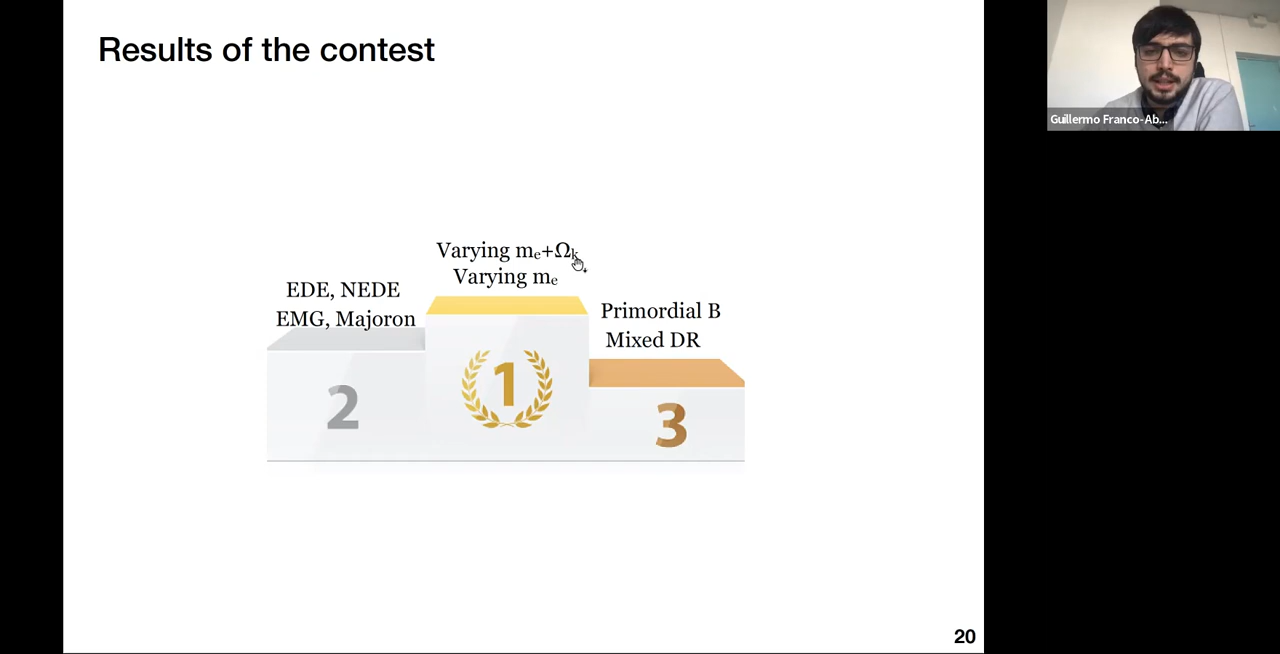 Results of the contest
Guillermo Franco-Ab...
Varying mₑ+Ωₖ
Varying mₑ
EDE, NEDE
EMG, Majoron
Primordial B
Mixed DR
1
2
3
20